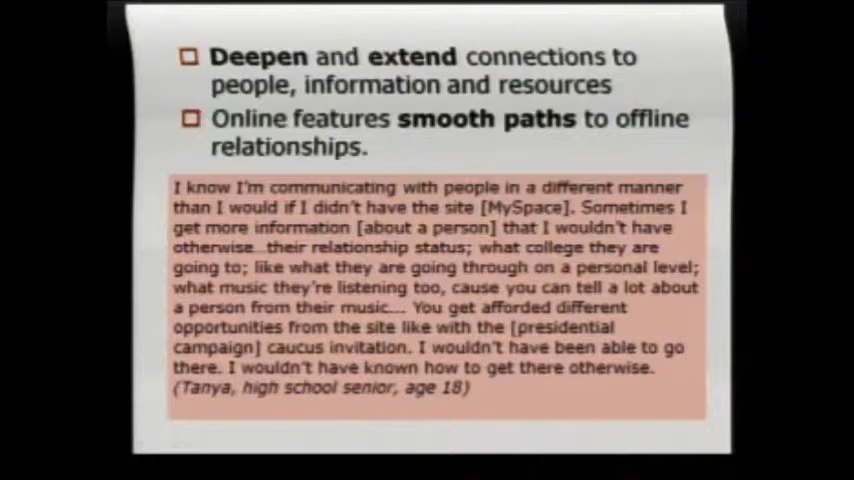 Deepen and extend connections to
people, information and resources
Online features smooth paths to offline
relationships.
I know I'm communicating with people in a different manner
than I would if I didn't have the site [MySpace]. Sometimes I
get more information [about a person] that I wouldn't have
otherwise…their relationship status; what college they are
going to; like what they are going through on a personal level;
what music they're listening too, cause you can tell a lot about
a person from their music…. You get afforded different
opportunities from the site like with the [presidential
campaign] caucus invitation. I wouldn't have been able to go
there. I wouldn't have known how to get there otherwise.
(Tanya, high school senior, age 18)